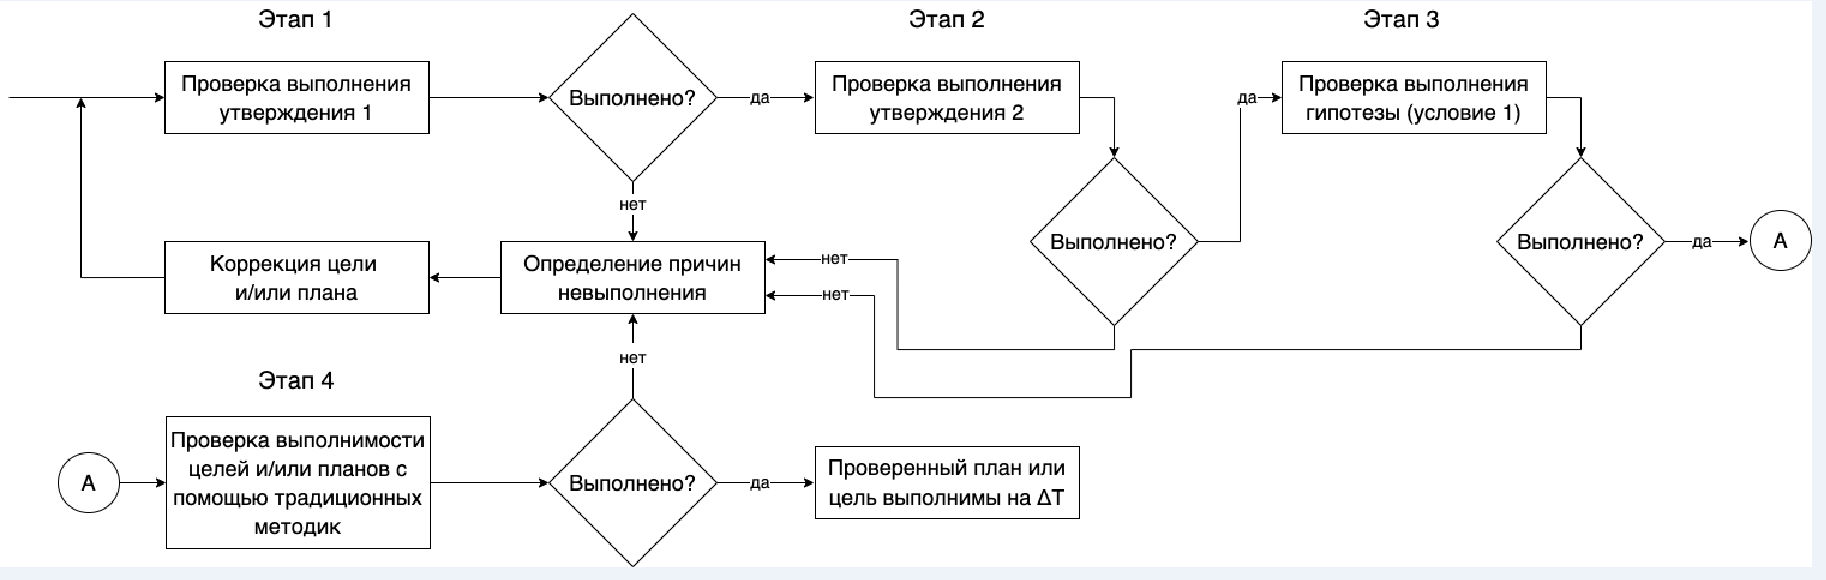 Этап 1
Этап 2
Этап 3
Проверка выполнения
утверждения 1
Выполнено?
да
Проверка выполнения
утверждения 2
да
Проверка выполнения
гипотезы (условие 1)
нет
Выполнено?
Выполнено?
да
А
Коррекция цели
и/или плана
Определение причин
невыполнения
нет
нет
нет
Этап 4
А
Проверка выполнимости
целей и/или планов с
помощью традиционных
методик
Выполнено?
да
Проверенный план или
цель выполнимы на ΔТ